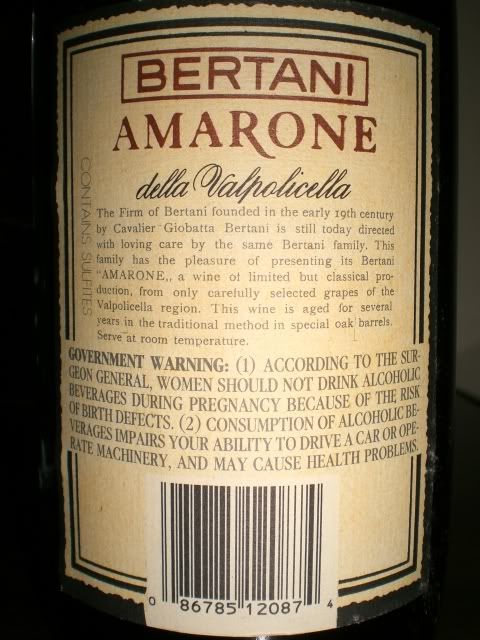 BERTANI
AMARONE
della Valpolicella
CONTAINS SULFITES
The Firm of Bertani founded in the early 19th century
by Cavalier Giobatta Bertani is still today directed
with loving care by the same Bertani family. This
family has the pleasure of presenting its Bertani
"AMARONE,, a wine of limited but classical pro-
duction, from only carefully selected grapes of the
Valpolicella region. This wine is aged for several
years in the traditional method in special oak barrels.
Serve at room temperature.
GOVERNMENT WARNING: (1) ACCORDING TO THE SUR-
GEON GENERAL, WOMEN SHOULD NOT DRINK ALCOHOLIC
BEVERAGES DURING PREGNANCY BECAUSE OF THE RISK
OF BIRTH DEFECTS. (2) CONSUMPTION OF ALCOHOLIC BE-
VERAGES IMPAIRS YOUR ABILITY TO DRIVE A CAR OR OPE-
RATE MACHINERY, AND MAY CAUSE HEALTH PROBLEMS.
0 86785 12087 4